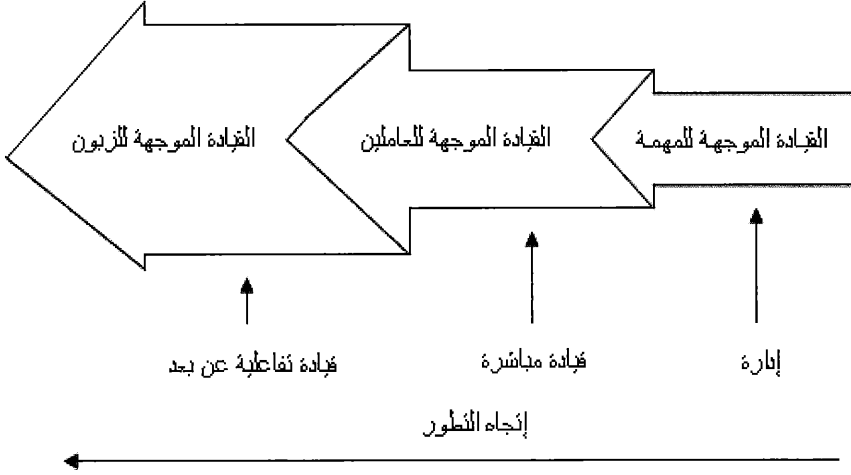 القيادة الموجهة للمهمة
القيادة الموجهة للعاملين
القيادة الموجهة للزبون
إدارة
قيادة مباشرة
قيادة تفاعلية عن بعد
إتجاه التطور